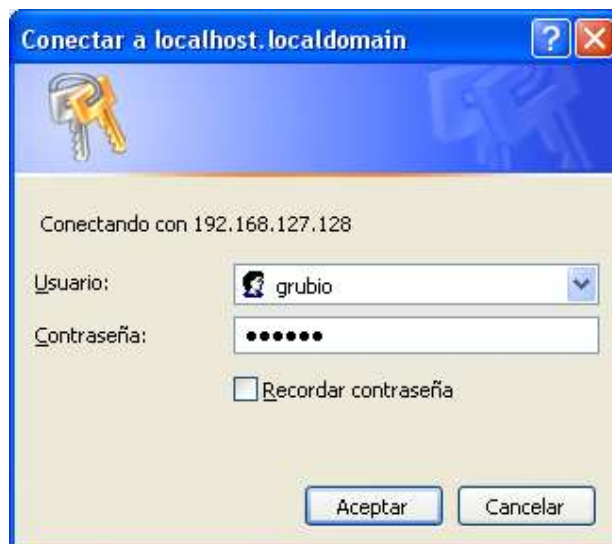 Conectar a localhost.localdomain
Conectando con 192.168.127.128
Usuario: grubio
Contraseña: ••••••
Recordar contraseña
Aceptar Cancelar